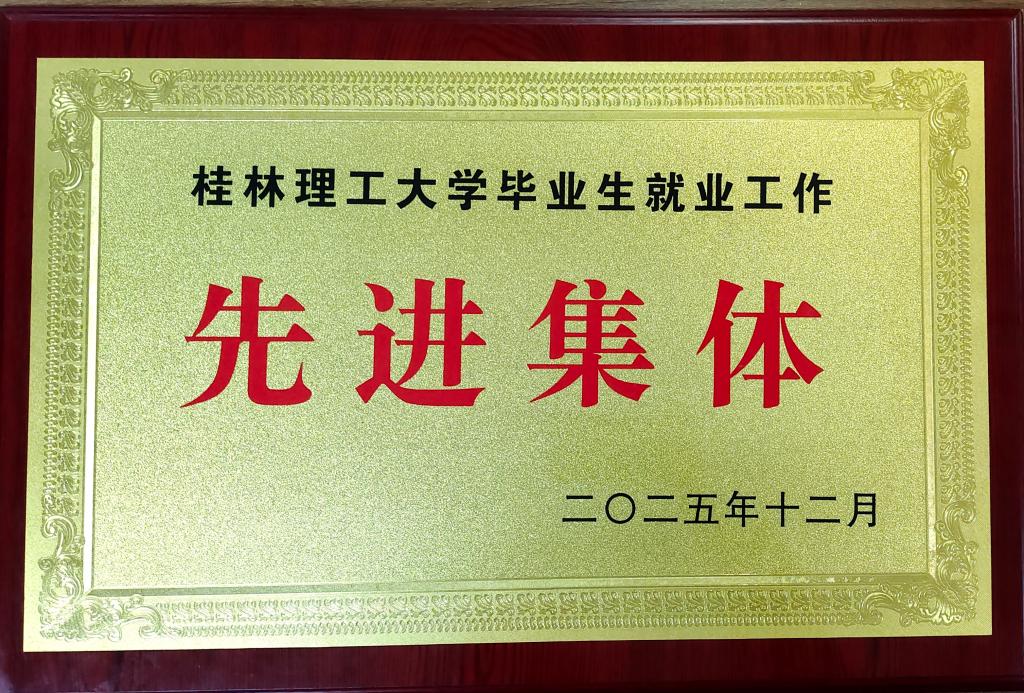 桂林理工大学毕业生就业工作
先进集体
二〇二五年十二月